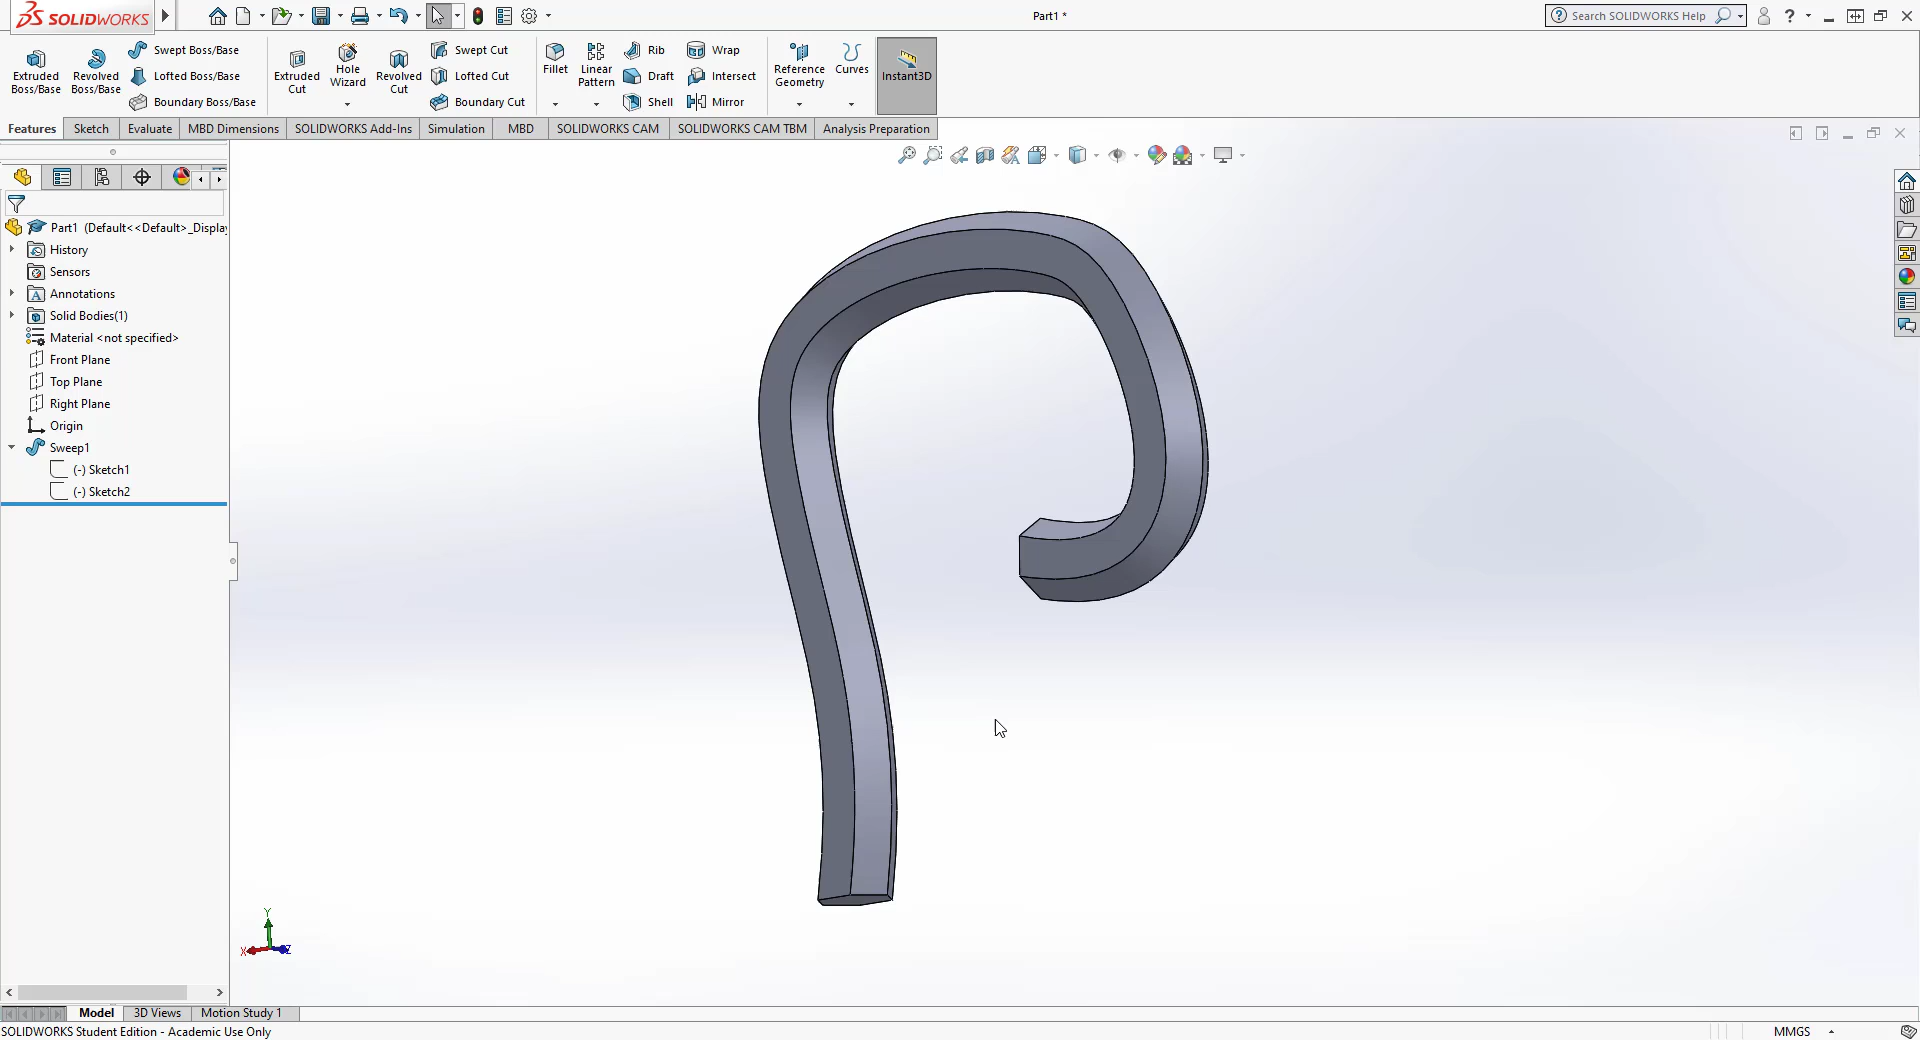 SOLIDWORKS
Part1 *
Search SOLIDWORKS Help
Extruded Boss/Base
Revolved Boss/Base
Swept Boss/Base
Lofted Boss/Base
Boundary Boss/Base
Extruded Cut
Hole Wizard
Revolved Cut
Swept Cut
Lofted Cut
Boundary Cut
Fillet
Linear Pattern
Rib
Draft
Shell
Wrap
Intersect
Mirror
Reference Geometry
Curves
Instant3D
Features
Sketch
Evaluate
MBD Dimensions
SOLIDWORKS Add-Ins
Simulation
MBD
SOLIDWORKS CAM
SOLIDWORKS CAM TBM
Analysis Preparation
Part1 (Default<<Default>_Display
History
Sensors
Annotations
Solid Bodies(1)
Material <not specified>
Front Plane
Top Plane
Right Plane
Origin
Sweep1
(-) Sketch1
(-) Sketch2
Y
X
Z
Model
3D Views
Motion Study 1
SOLIDWORKS Student Edition - Academic Use Only
MMGS